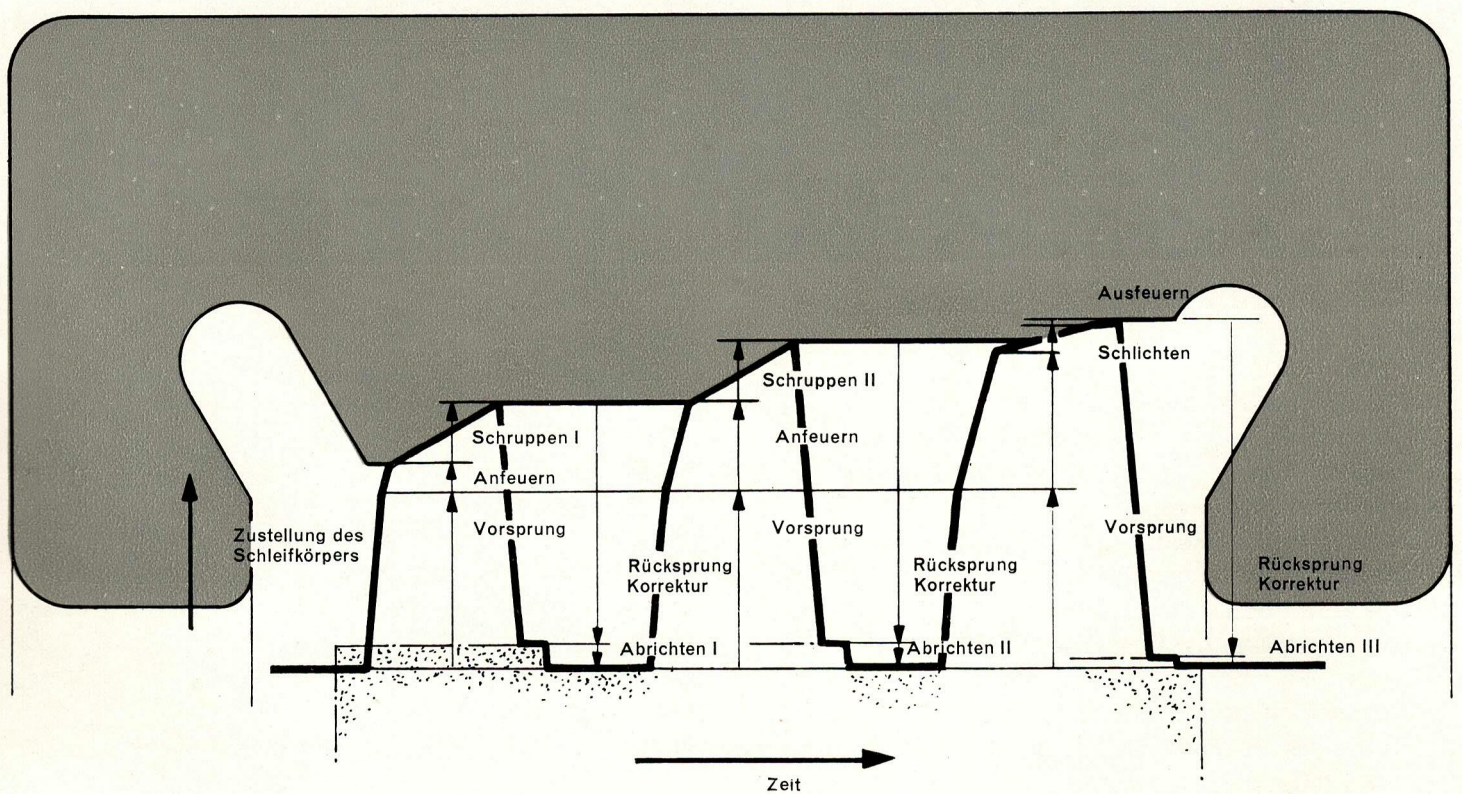 Ausfeuern
Schlichten
Schruppen II
Schruppen I
Anfeuern
Anfeuern
Vorsprung
Vorsprung
Vorsprung
Zustellung des
Schleifkörpers
Rücksprung
Korrektur
Rücksprung
Korrektur
Rücksprung
Korrektur
Abrichten I
Abrichten II
Abrichten III
Zeit